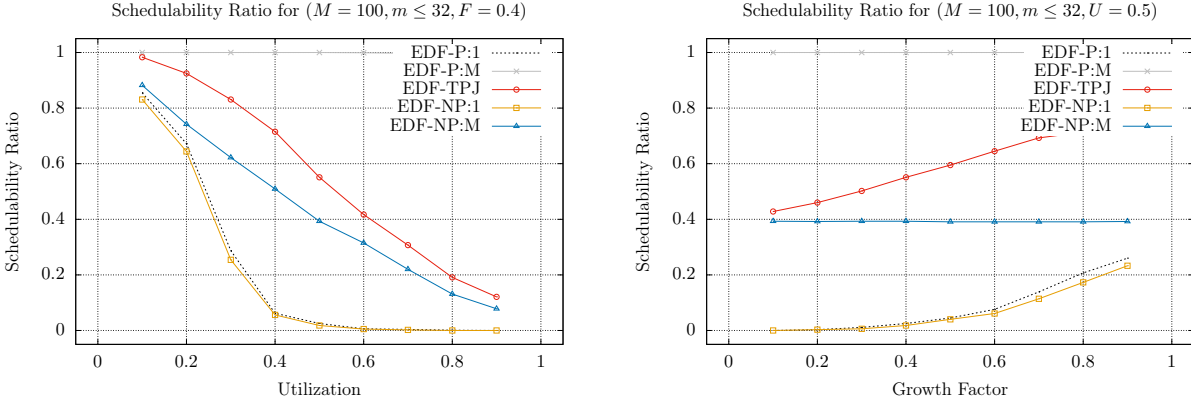 Schedulability Ratio for (M = 100, m ≤ 32, F = 0.4)
Schedulability Ratio
1
0.8
0.6
0.4
0.2
0
EDF-P:1
EDF-P:M
EDF-TPJ
EDF-NP:1
EDF-NP:M
0 0.2 0.4 0.6 0.8 1
Utilization
Schedulability Ratio for (M = 100, m ≤ 32, U = 0.5)
Schedulability Ratio
1
0.8
0.6
0.4
0.2
0
EDF-P:1
EDF-P:M
EDF-TPJ
EDF-NP:1
EDF-NP:M
0 0.2 0.4 0.6 0.8 1
Growth Factor